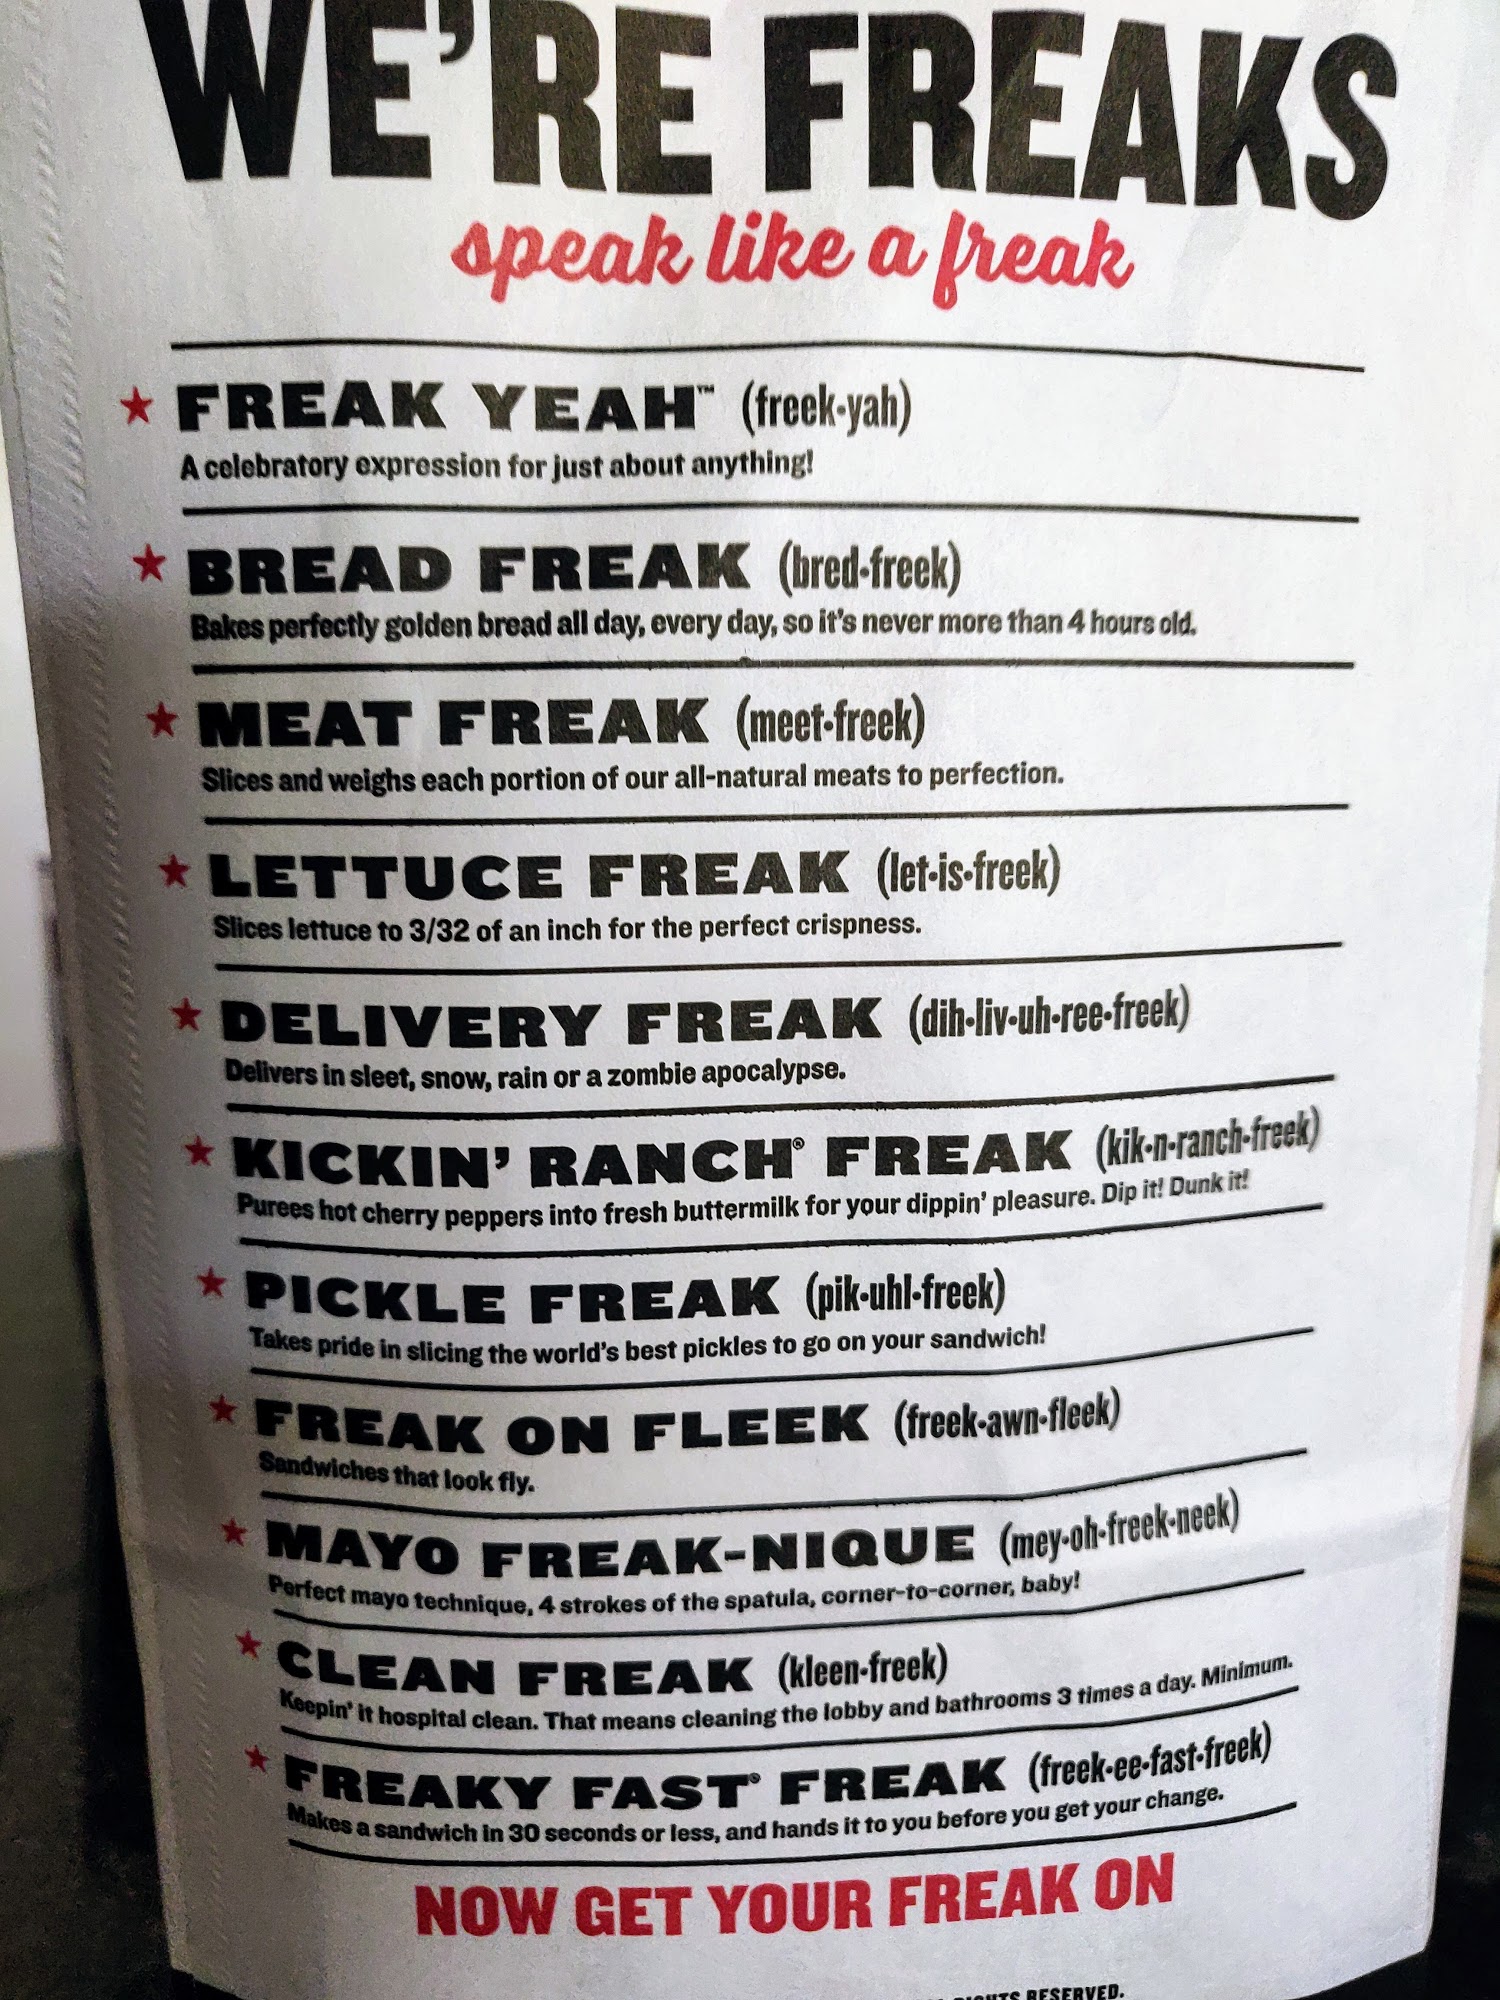 WE'RE FREAKS
speak like a freak
★ FREAK YEAH™ (freek•yah)
A celebratory expression for just about anything!
★ BREAD FREAK (bred•freek)
Bakes perfectly golden bread all day, every day, so it's never more than 4 hours old.
★ MEAT FREAK (meet•freek)
Slices and weighs each portion of our all-natural meats to perfection.
★ LETTUCE FREAK (let•is•freek)
Slices lettuce to 3/32 of an inch for the perfect crispness.
★ DELIVERY FREAK (dih•liv•uh•ree•freek)
Delivers in sleet, snow, rain or a zombie apocalypse.
★ KICKIN' RANCH® FREAK (kik•n•ranch•freek)
Purees hot cherry peppers into fresh buttermilk for your dippin' pleasure. Dip it! Dunk it!
★ PICKLE FREAK (pik•uhl•freek)
Takes pride in slicing the world's best pickles to go on your sandwich!
★ FREAK ON FLEEK (freek•awn•fleek)
Sandwiches that look fly.
★ MAYO FREAK-NIQUE (mey•oh•freek•neek)
Perfect mayo technique, 4 strokes of the spatula, corner-to-corner, baby!
★ CLEAN FREAK (kleen•freek)
Keepin' it hospital clean. That means cleaning the lobby and bathrooms 3 times a day. Minimum.
★ FREAKY FAST® FREAK (freek•ee•fast•freek)
Makes a sandwich in 30 seconds or less, and hands it to you before you get your change.
NOW GET YOUR FREAK ON
RESERVED.